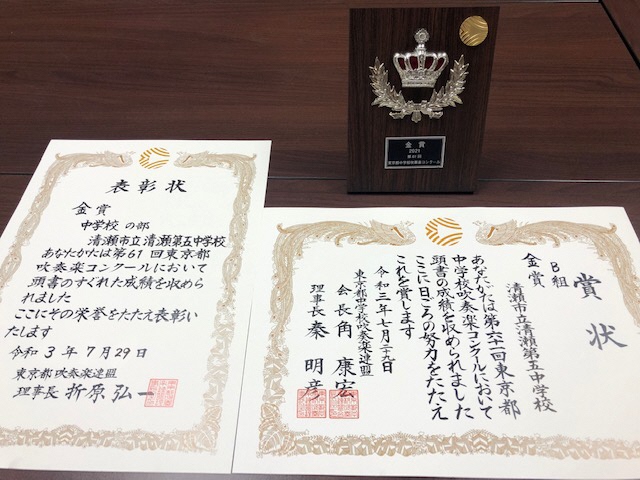 表彰状
金賞
中学校 の部
清瀬市立清瀬第五中学校
あなたがたは第61回東京都
吹奏楽コンクールにおいて
頭書のすぐれた成績を収めら
れました
ここにその栄誉をたたえ表彰い
たします
令和 3 年 7 月 29 日
東京都吹奏楽連盟
理事長 折原弘一
金賞
2021
第61回
東京都中学校吹奏楽コンクール
賞状
B組
金賞
清瀬市立清瀬第五中学校
あなたがたは第六十一回東京都
中学校吹奏楽コンクールにおいて
頭書の成績を収められました
ここに日ごろの努力をたたえ
これを賞します
令和三年七月二十九日
東京都中学校吹奏楽連盟
会長 角 康宏
理事長 秦 明彦